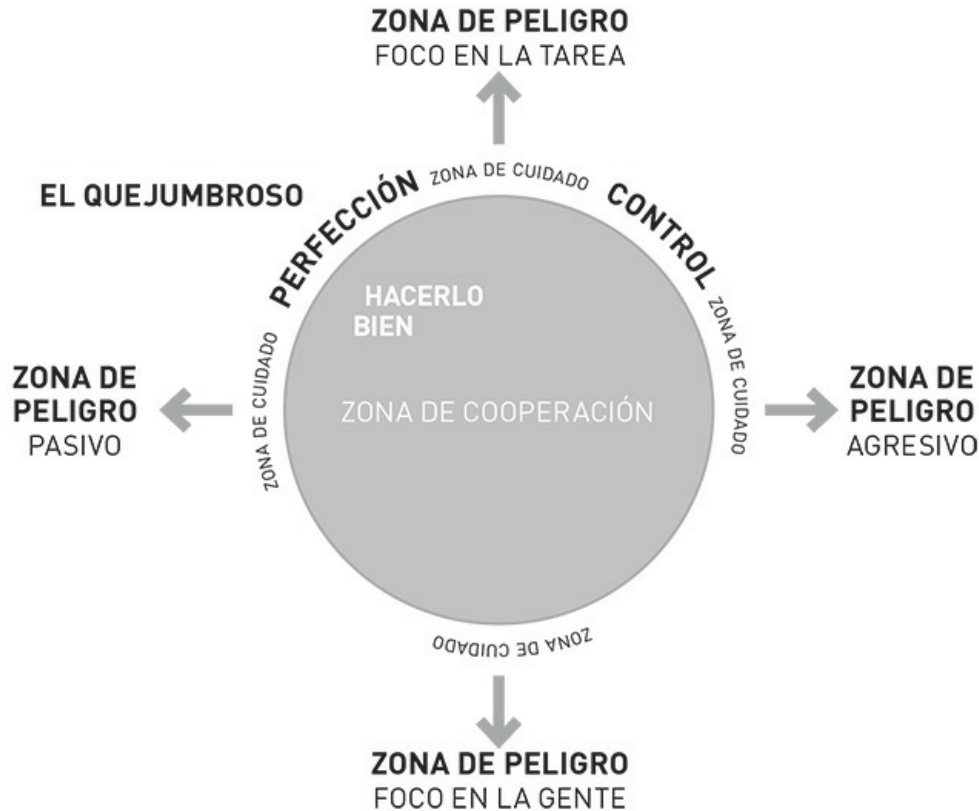 ZONA DE PELIGRO
FOCO EN LA TAREA
ZONA DE CUIDADO
EL QUEJUMBROSO
PERFECCIÓN
CONTROL
HACERLO
BIEN
ZONA DE CUIDADO
ZONA DE CUIDADO
ZONA DE
PELIGRO
PASIVO
ZONA DE COOPERACIÓN
ZONA DE
PELIGRO
AGRESIVO
ZONA DE CUIDADO
ZONA DE PELIGRO
FOCO EN LA GENTE